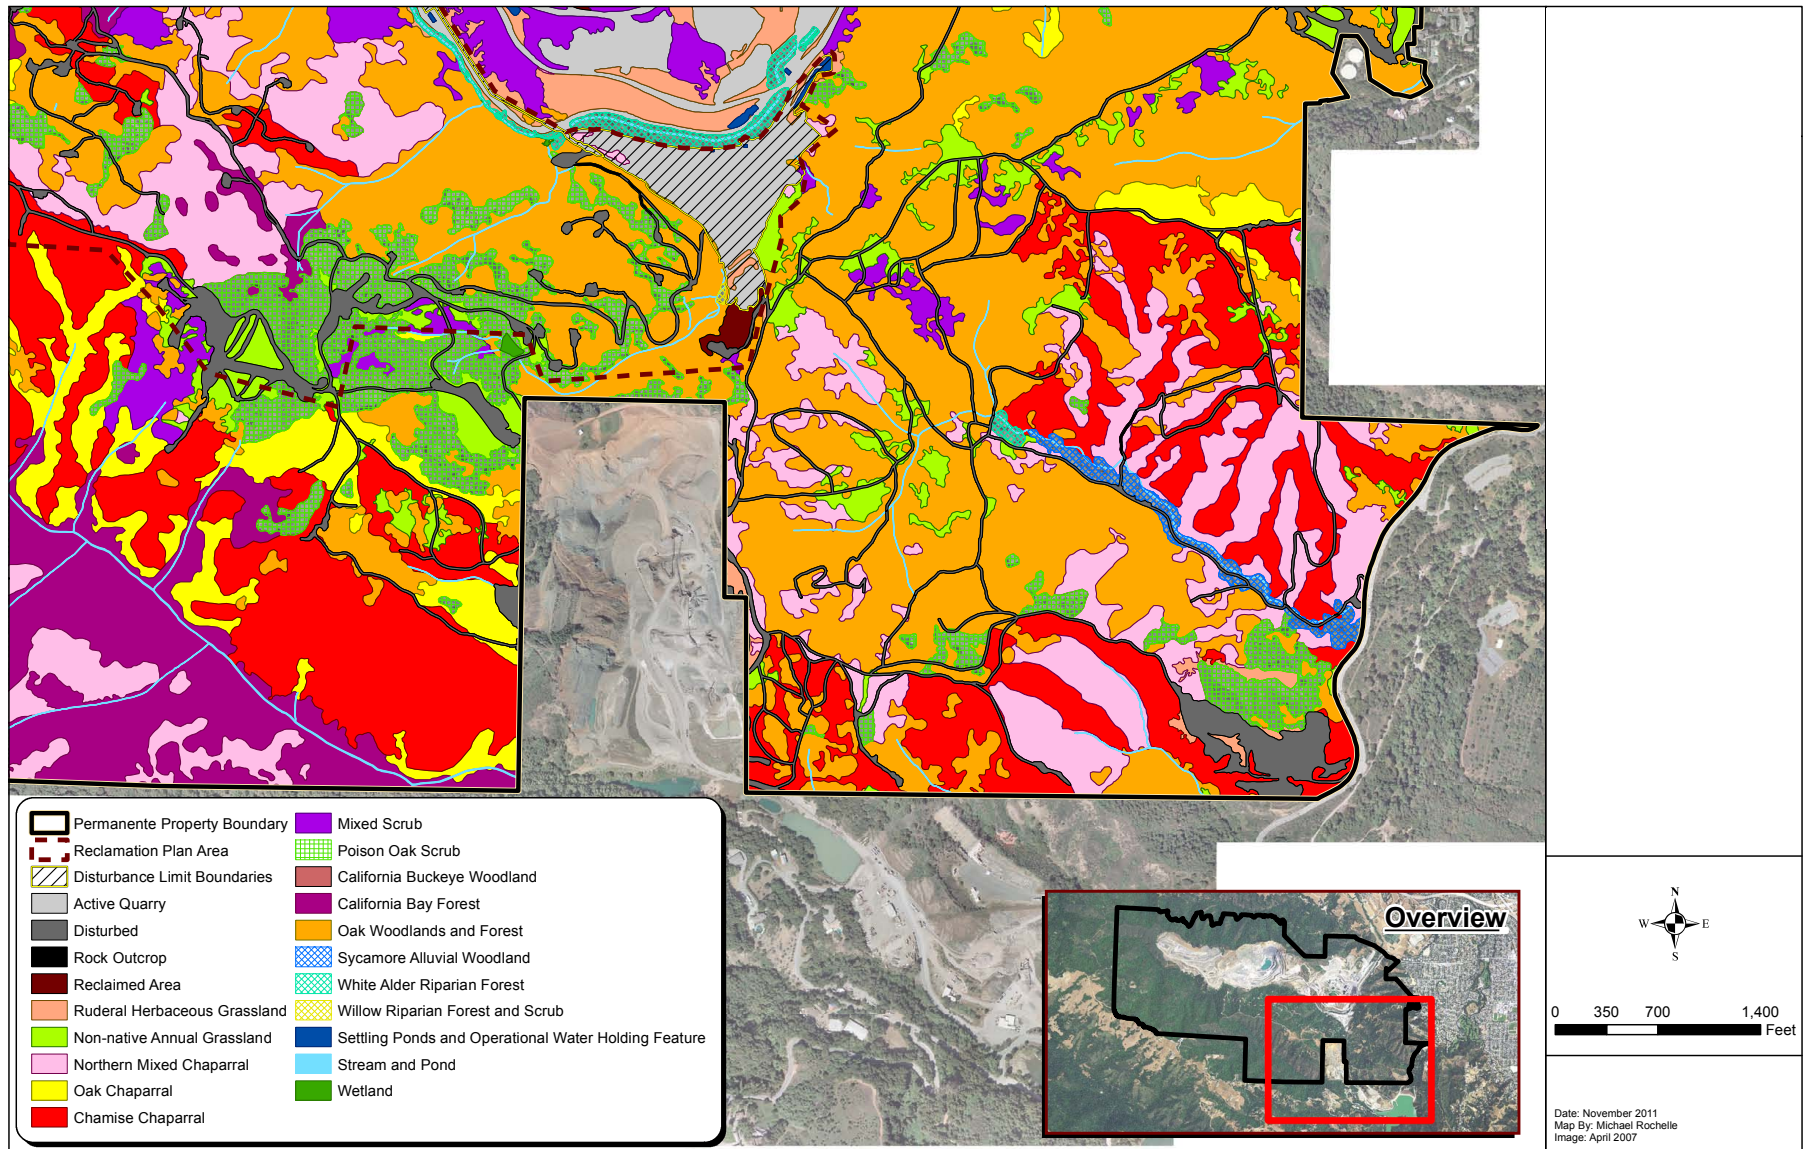 Permanente Property Boundary
Reclamation Plan Area
Disturbance Limit Boundaries
Active Quarry
Disturbed
Rock Outcrop
Reclaimed Area
Ruderal Herbaceous Grassland
Non-native Annual Grassland
Northern Mixed Chaparral
Oak Chaparral
Chamise Chaparral
Mixed Scrub
Poison Oak Scrub
California Buckeye Woodland
California Bay Forest
Oak Woodlands and Forest
Sycamore Alluvial Woodland
White Alder Riparian Forest
Willow Riparian Forest and Scrub
Settling Ponds and Operational Water Holding Feature
Stream and Pond
Wetland
Overview
N
W E
S
0 350 700 1,400
Feet
Date: November 2011
Map By: Michael Rochelle
Image: April 2007